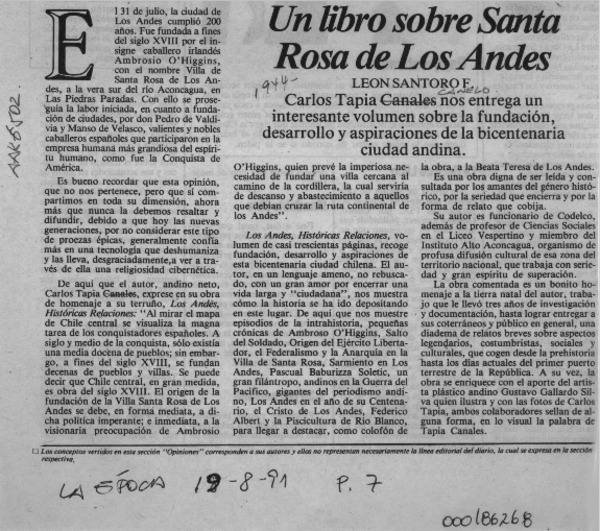 Un libro sobre Santa
Rosa de Los Andes
LEON SANTORO F.
1944-
CANELO
Carlos Tapia Canales nos entrega un
interesante volumen sobre la fundación,
desarrollo y aspiraciones de la bicentenaria
ciudad andina.
El 31 de julio, la ciudad de
Los Andes cumplió 200
años. Fue fundada a fines
del siglo XVIII por el in-
signe caballero irlandés
Ambrosio O'Higgins,
con el nombre Villa de
Santa Rosa de Los An-
des, a la vera sur del río Aconcagua, en
Las Piedras Paradas. Con ello se prose-
guía la labor iniciada, en cuanto a funda-
ción de ciudades, por don Pedro de Valdi-
via y Manso de Velasco, valientes y nobles
caballeros españoles que participaron en la
empresa humana más grandiosa del espíri-
tu humano, como fue la Conquista de
América.
Es bueno recordar que esta opinión,
que no nos pertenece, pero que sí com-
partimos en toda su dimensión, ahora
más que nunca la debemos resaltar y
difundir, debido a que hoy las nuevas
generaciones, por no considerar este tipo
de proezas épicas, generalmente confía
más en una tecnología que deshumaniza
y las lleva, desgraciadamente, a ver a tra-
vés de ella una religiosidad cibernética.
De aquí que el autor, andino neto,
Carlos Tapia Canales, exprese en su obra
de homenaje a su terruño, Los Andes,
Históricas Relaciones: "Al mirar el mapa
de Chile central se visualiza la magna
tarea de los conquistadores españoles. A
siglo y medio de la conquista, sólo existía
una media docena de pueblos; sin embar-
go, a fines del siglo XVIII, se fundan
decenas de pueblos y villas. Se puede
decir que Chile central, en gran medida,
es obra del siglo XVIII. El origen de la
fundación de la Villa Santa Rosa de Los
Andes se debe, en forma mediata, a
dicha política imperante; e inmediata, a la
visionaria preocupación de Ambrosio
O'Higgins, quien prevé la imperiosa nece-
sidad de fundar una villa cercana al
camino de la cordillera, la cual serviría
de descanso y abastecimiento a aquellos
que debían cruzar la ruta continental de
los Andes".
Los Andes, Históricas Relaciones, vo-
lumen de casi trescientas páginas, recoge
fundación, desarrollo y aspiraciones de
esta bicentenaria ciudad chilena. El au-
tor, en un lenguaje ameno, no rebusca-
do, con un gran amor por encerrar una
vida larga y "ciudadana", nos muestra
cómo la historia se ha ido depositando
en este lugar. De aquí que nos muestre
episodios de la intrahistoria, pequeñas
crónicas de Ambrosio O'Higgins, Salto
del Soldado, Origen del Ejército Liberta-
dor, el Federalismo y la Anarquía en la
Villa de Santa Rosa, Sarmiento en Los
Andes, Pascual Baburizza Soletic, un
gran filántropo, andinos en la Guerra del
Pacífico, gigantes del periodismo andi-
no, Los Andes en el año de su Centena-
rio, el Cristo de Los Andes, Federico
Albert y la Piscicultura de Río Blanco,
para llegar a destacar, como colofón de
la obra, a la Beata Teresa de Los Andes.
Es una obra digna de ser leída y con-
sultada por los amantes del género histó-
rico, por la seriedad que encierra y por la
forma de relato que cobija.
Su autor es funcionario de Codelco,
además de profesor de Ciencias Sociales
en el Liceo Vespertino y miembro del
Instituto Alto Aconcagua, organismo de
profusa difusión cultural de esa zona del
territorio nacional, que trabaja con serie-
dad y gran espíritu de superación.
La obra comentada es un bonito ho-
menaje a la tierra natal del autor, traba-
jo que le llevó tres años de investigación
y documentación, hasta lograr entregar a
sus coterráneos y público en general, una
diadema de relatos breves sobre aspectos
legendarios, costumbristas, sociales y
culturales, que cogen desde la prehistoria
hasta los días actuales del primer puerto
terrestre de la República. A su vez, la
obra se enriquece con el aporte del artis-
ta plástico andino Gustavo Gallardo Sil-
va quien ilustra y con las fotos de Carlos
Tapia, ambos colaboradores sellan de al-
guna forma, en lo visual la palabra de
Tapia Canales.
Los conceptos vertidos en esta sección "Opiniones" corresponden a sus autores y ellos no representan necesariamente la línea editorial del diario, la cual se expresa en la sección
respectiva.
LA ÉPOCA 19-8-91 P. 7
000186268